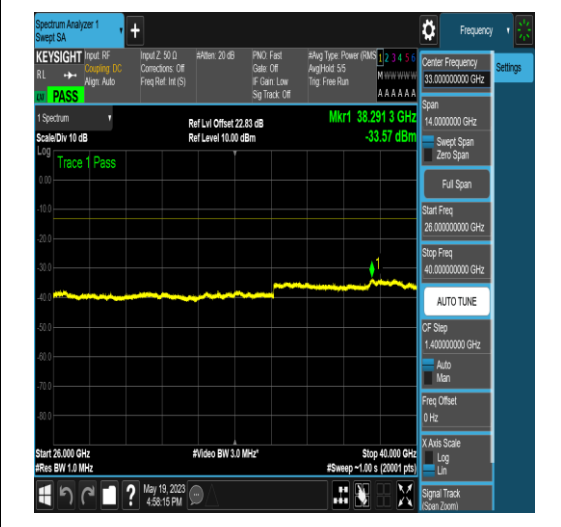 Spectrum Analyzer 1
Swept SA
Frequency
KEYSIGHT
RL
Input: RF
Coupling: DC
Align: Auto
Input Z: 50 Ω
Corrections: Off
Freq Ref: Int (S)
#Atten: 20 dB
PNO: Fast
Gate: Off
IF Gain: Low
Sig Track: Off
#Avg Type: Power (RMS
Avg|Hold: 5/5
Trig: Free Run
1 2 3 4 5 6
M W W W W W
A A A A A A
PASS
1 Spectrum
Scale/Div 10 dB
Ref Lvl Offset 22.83 dB
Ref Level 10.00 dBm
Mkr1 38.291 3 GHz
-33.57 dBm
Log
Trace 1 Pass
0.00
-10.0
-20.0
-30.0
-40.0
-50.0
-60.0
-70.0
-80.0
1
Start 26.000 GHz
#Res BW 1.0 MHz
#Video BW 3.0 MHz*
Stop 40.000 GHz
#Sweep ~1.00 s (20001 pts)
May 19, 2023
4:58:15 PM
Center Frequency
33.000000000 GHz
Settings
Span
14.0000000 GHz
Swept Span
Zero Span
Full Span
Start Freq
26.000000000 GHz
Stop Freq
40.000000000 GHz
AUTO TUNE
CF Step
1.400000000 GHz
Auto
Man
Freq Offset
0 Hz
X Axis Scale
Log
Lin
Signal Track
(Span Zoom)